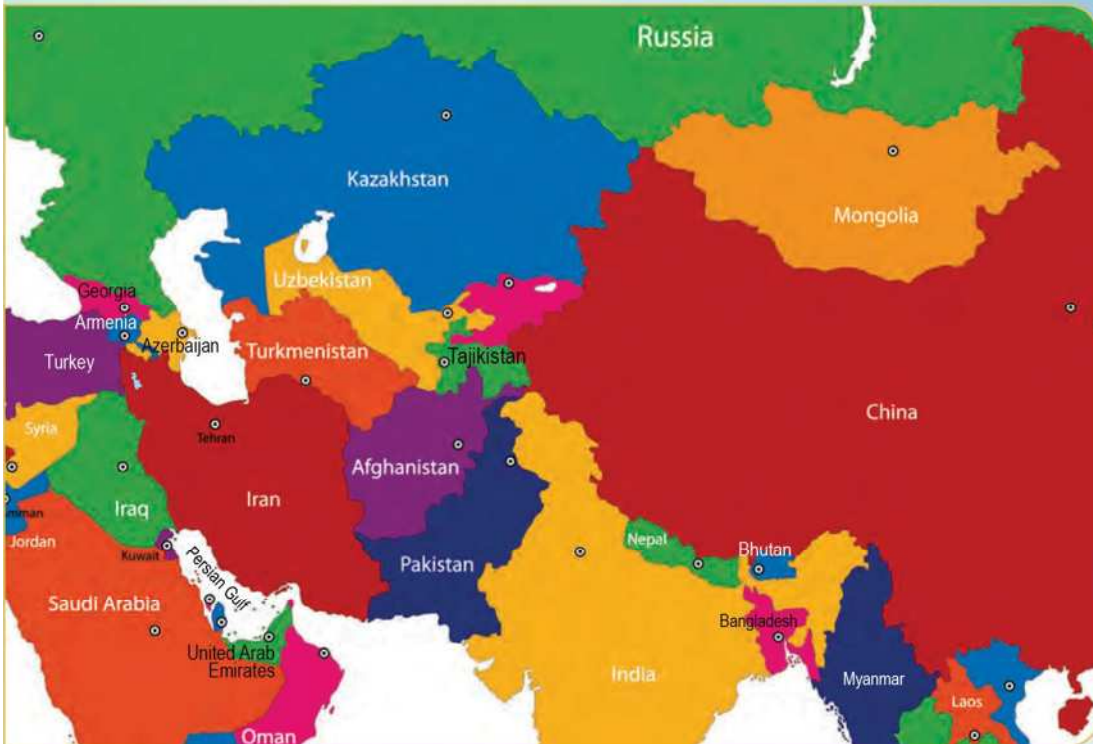 Russia
Kazakhstan
Mongolia
Uzbekistan
Georgia
Armenia
Azerbaijan
Turkey
Turkmenistan
Tajikistan
China
Syria
Tehran
Afghanistan
Iran
Iraq
mman
Jordan
Kuwait
Persian Gulf
Pakistan
Nepal
Bhutan
Saudi Arabia
Bangladesh
United Arab
Emirates
India
Myanmar
Laos
Oman